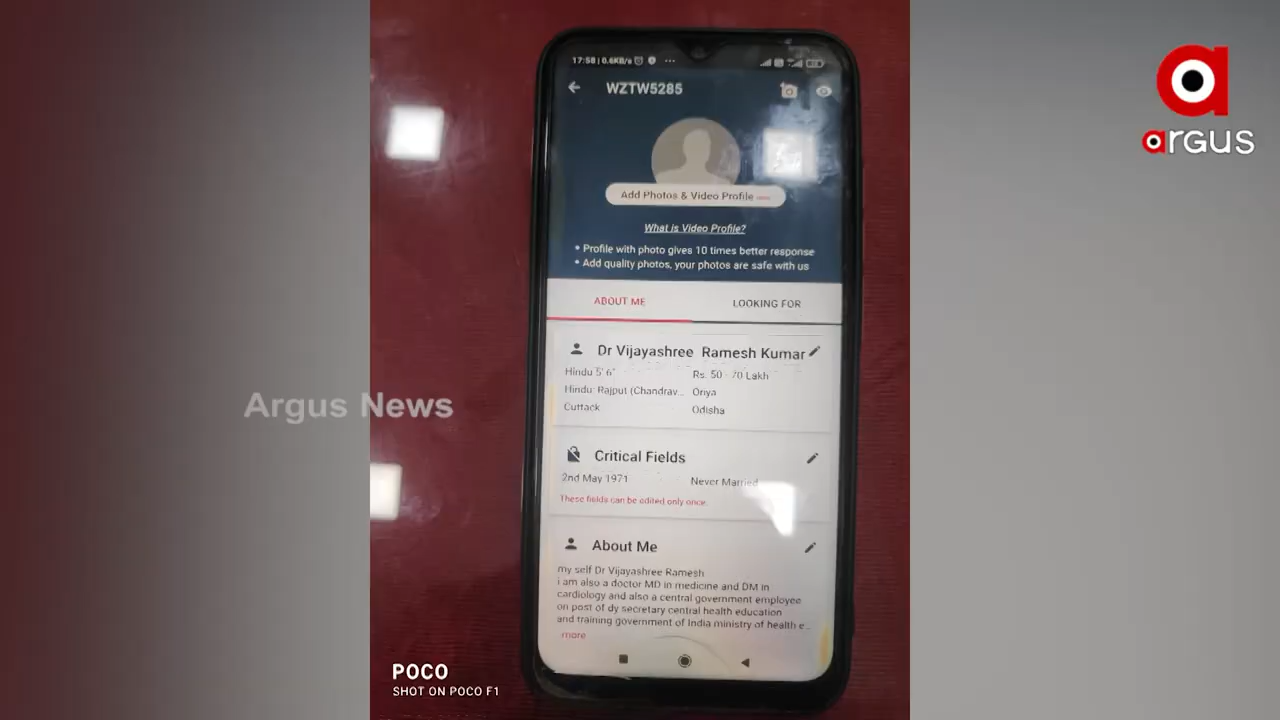 argus
17:58 | 0.6KB/s
WZTW5285
Add Photos & Video Profile
What is Video Profile?
• Profile with photo gives 10 times better response
• Add quality photos, your photos are safe with us
ABOUT ME LOOKING FOR
Dr Vijayashree Ramesh Kumar
Hindu 5' 6" Rs. 50 - 70 Lakh
Hindu: Rajput (Chandrav... Oriya
Cuttack Odisha
Argus News
Critical Fields
2nd May 1971 Never Married
These fields can be edited only once.
About Me
my self Dr Vijayashree Ramesh
i am also a doctor MD in medicine and DM in
cardiology and also a central government employee
on post of dy secretary central health education
and training government of India ministry of health e...
more
POCO
SHOT ON POCO F1